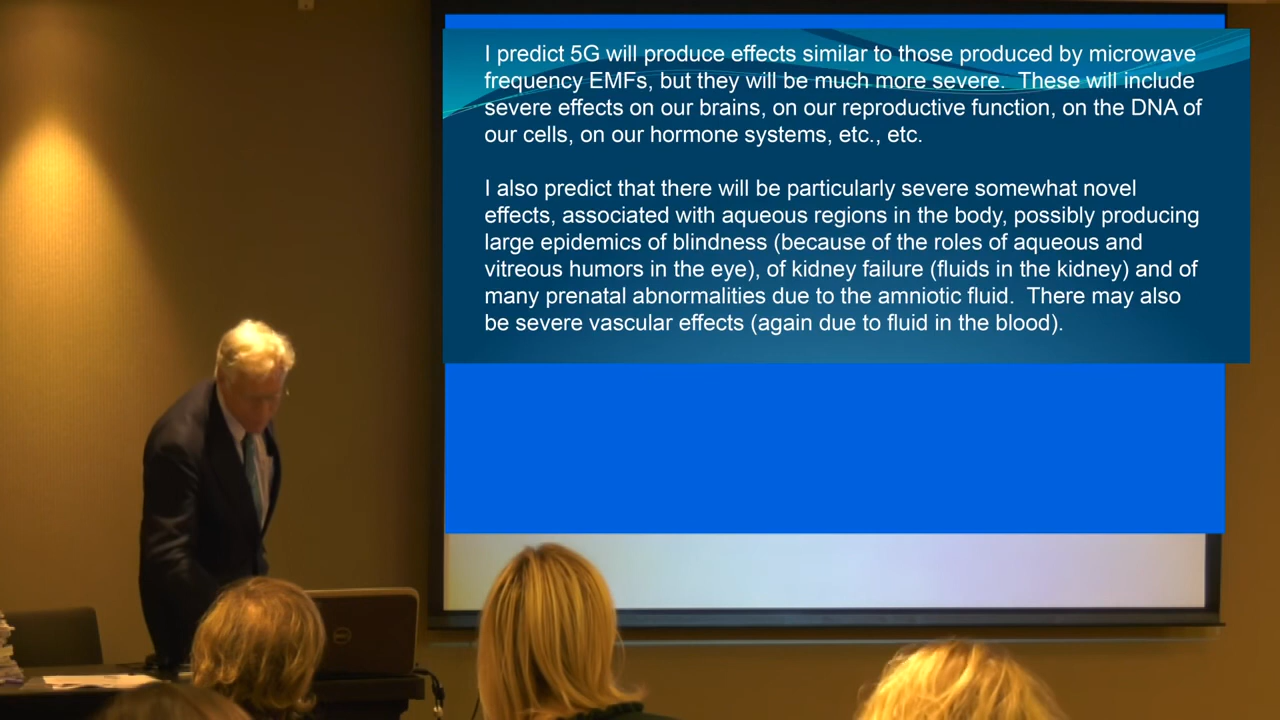 I predict 5G will produce effects similar to those produced by microwave
frequency EMFs, but they will be much more severe.  These will include
severe effects on our brains, on our reproductive function, on the DNA of
our cells, on our hormone systems, etc., etc.
I also predict that there will be particularly severe somewhat novel
effects, associated with aqueous regions in the body, possibly producing
large epidemics of blindness (because of the roles of aqueous and
vitreous humors in the eye), of kidney failure (fluids in the kidney) and of
many prenatal abnormalities due to the amniotic fluid.  There may also
be severe vascular effects (again due to fluid in the blood).